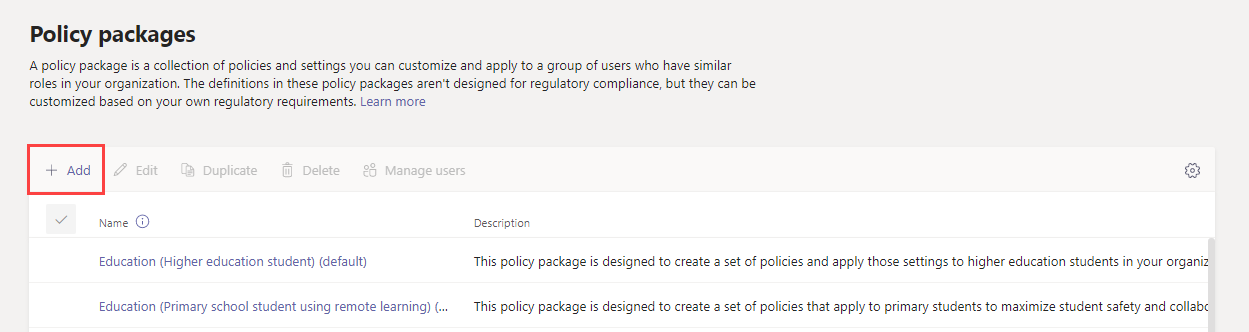 Policy packages
A policy package is a collection of policies and settings you can customize and apply to a group of users who have similar
roles in your organization. The definitions in these policy packages aren't designed for regulatory compliance, but they can be
customized based on your own regulatory requirements. Learn more
+ Add Edit Duplicate Delete Manage users
Name Description
Education (Higher education student) (default) This policy package is designed to create a set of policies and apply those settings to higher education students in your organiz
Education (Primary school student using remote learning) (... This policy package is designed to create a set of policies that apply to primary students to maximize student safety and collabo